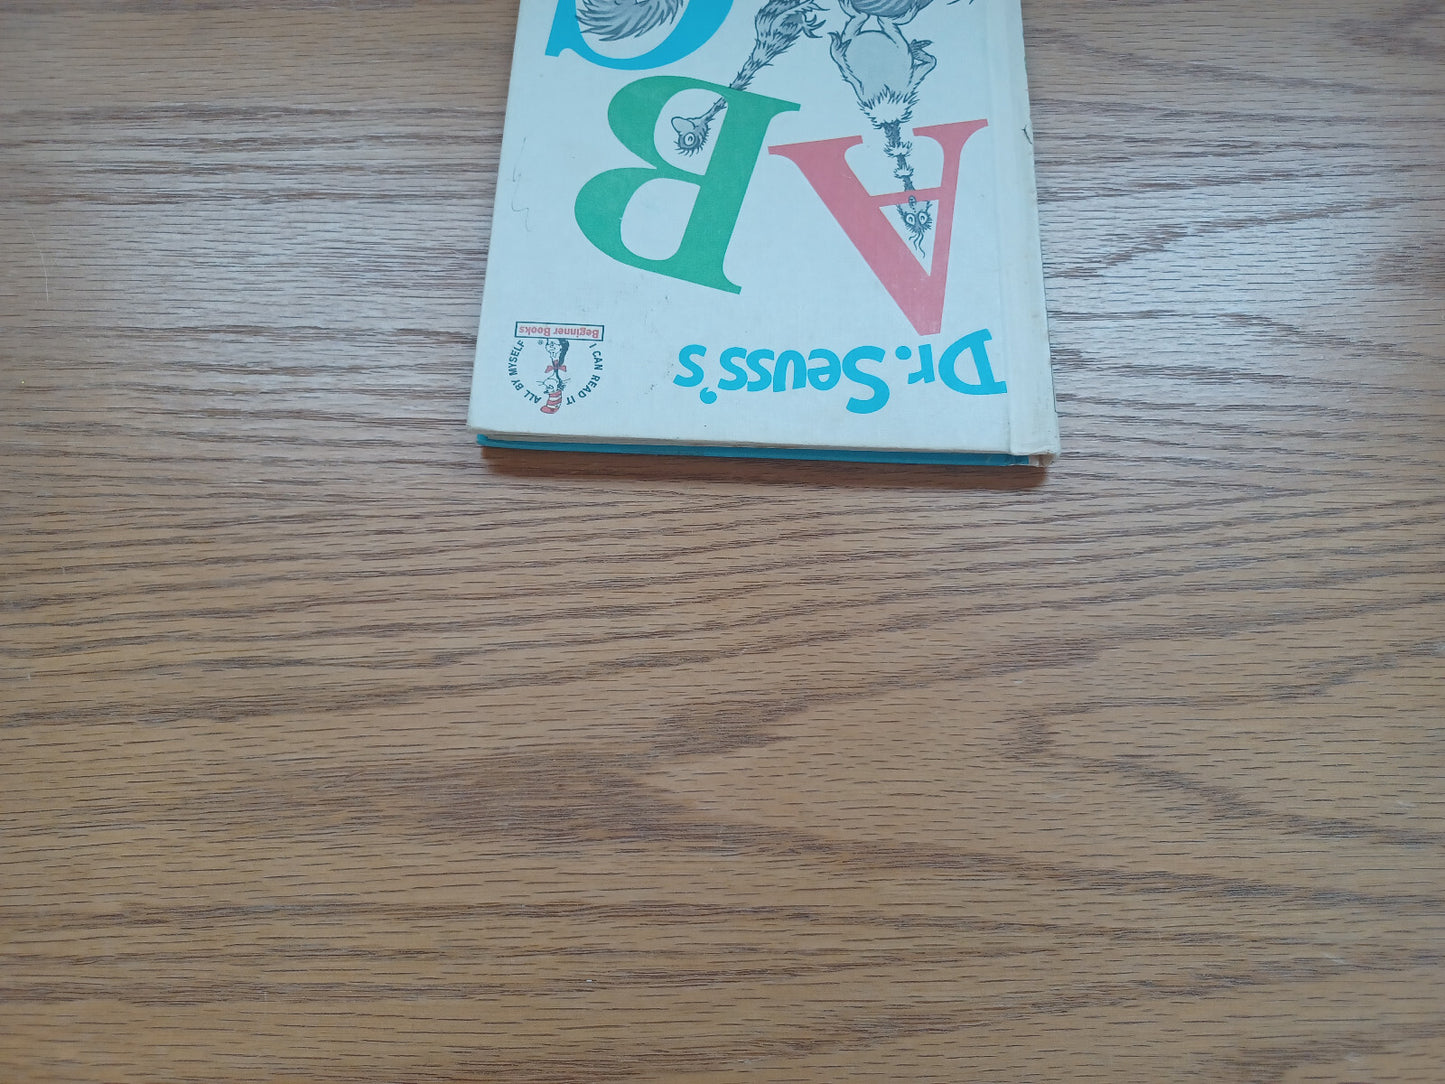 Dr. Seuss's
I CAN READ IT ALL BY MYSELF
Beginner Books
®
A
B
C